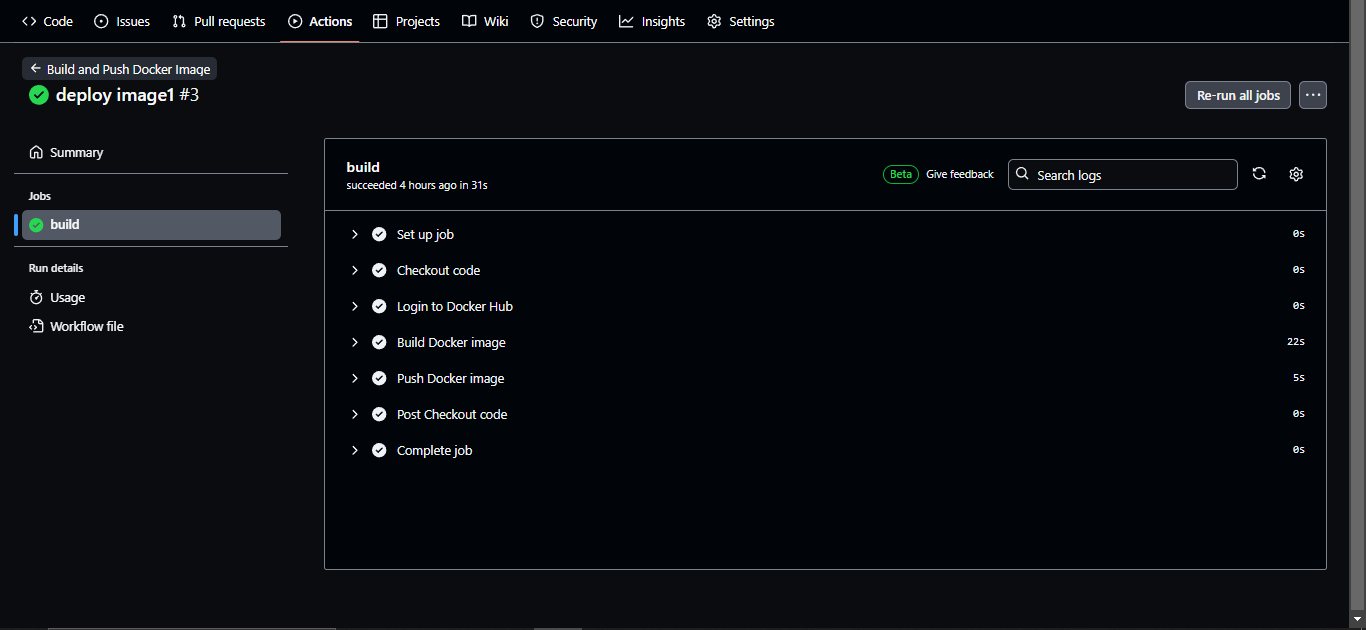 Code Issues Pull requests Actions Projects Wiki Security Insights Settings
Build and Push Docker Image
deploy image1 #3
Re-run all jobs
Summary
Jobs
build
Run details
Usage
Workflow file
build
succeeded 4 hours ago in 31s
Beta Give feedback Search logs
Set up job 0s
Checkout code 0s
Login to Docker Hub 0s
Build Docker image 22s
Push Docker image 5s
Post Checkout code 0s
Complete job 0s